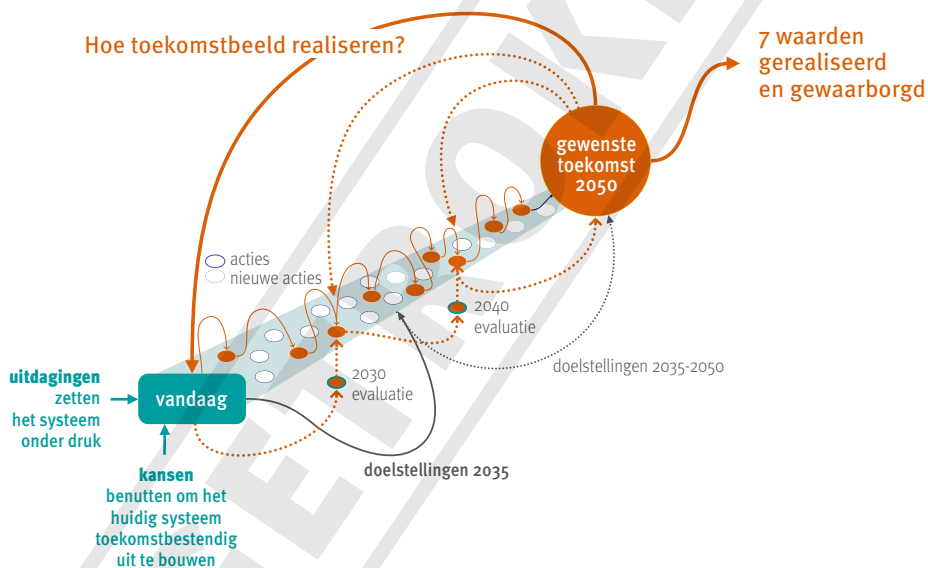 Hoe toekomstbeeld realiseren?
7 waarden
gerealiseerd
en gewaarborgd
gewenste
toekomst
2050
acties
nieuwe acties
2040
evaluatie
2030
evaluatie
doelstellingen 2035-2050
uitdagingen
zetten
het systeem
onder druk
vandaag
doelstellingen 2035
kansen
benutten om het
huidig systeem
toekomstbestendig
uit te bouwen